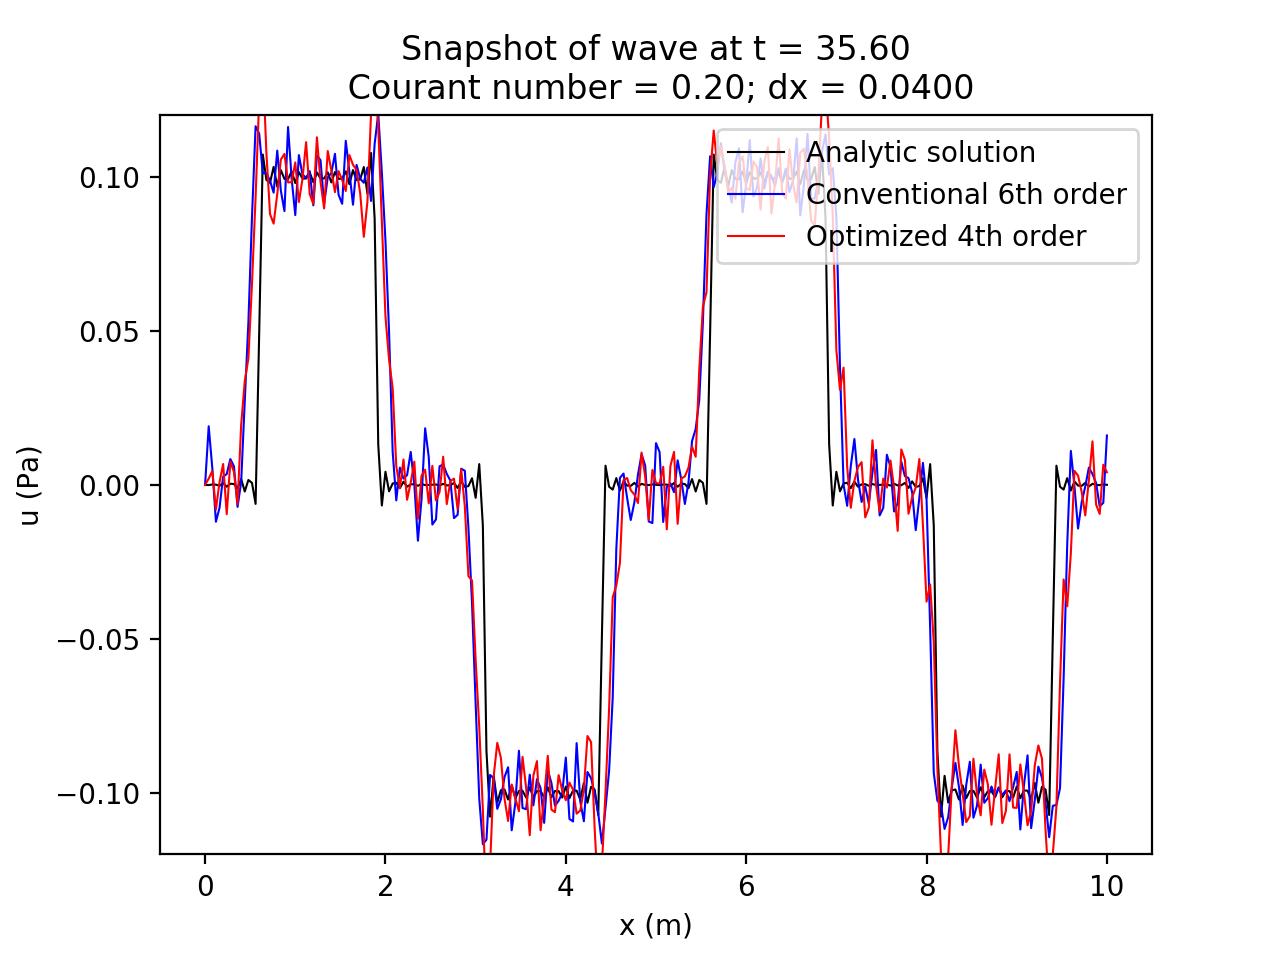 Snapshot of wave at t = 35.60
Courant number = 0.20; dx = 0.0400
Analytic solution
Conventional 6th order
Optimized 4th order
u (Pa)
0.10
0.05
0.00
−0.05
−0.10
0 2 4 6 8 10
x (m)